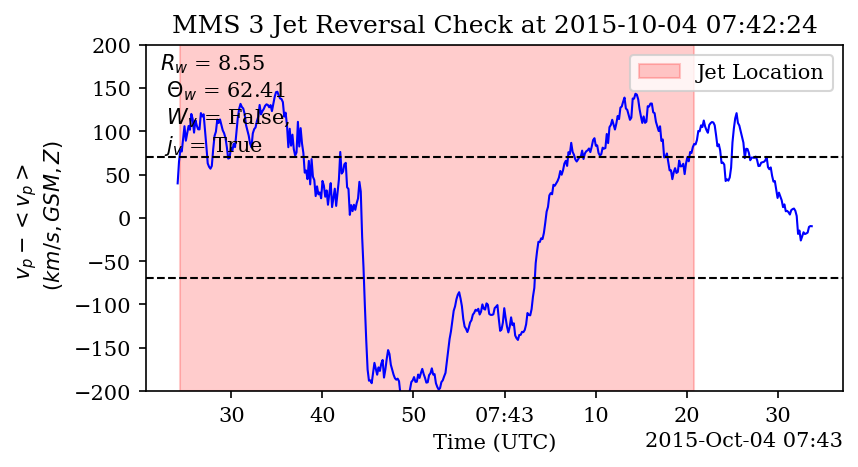 MMS 3 Jet Reversal Check at 2015-10-04 07:42:24
R_w = 8.55
Θ_w = 62.41
W_v = False,
j_v = True
Jet Location
200
150
100
50
0
−50
−100
−150
−200
v_p − < v_p >
(km/s, GSM, Z)
30 40 50 07:43 10 20 30
Time (UTC)
2015-Oct-04 07:43